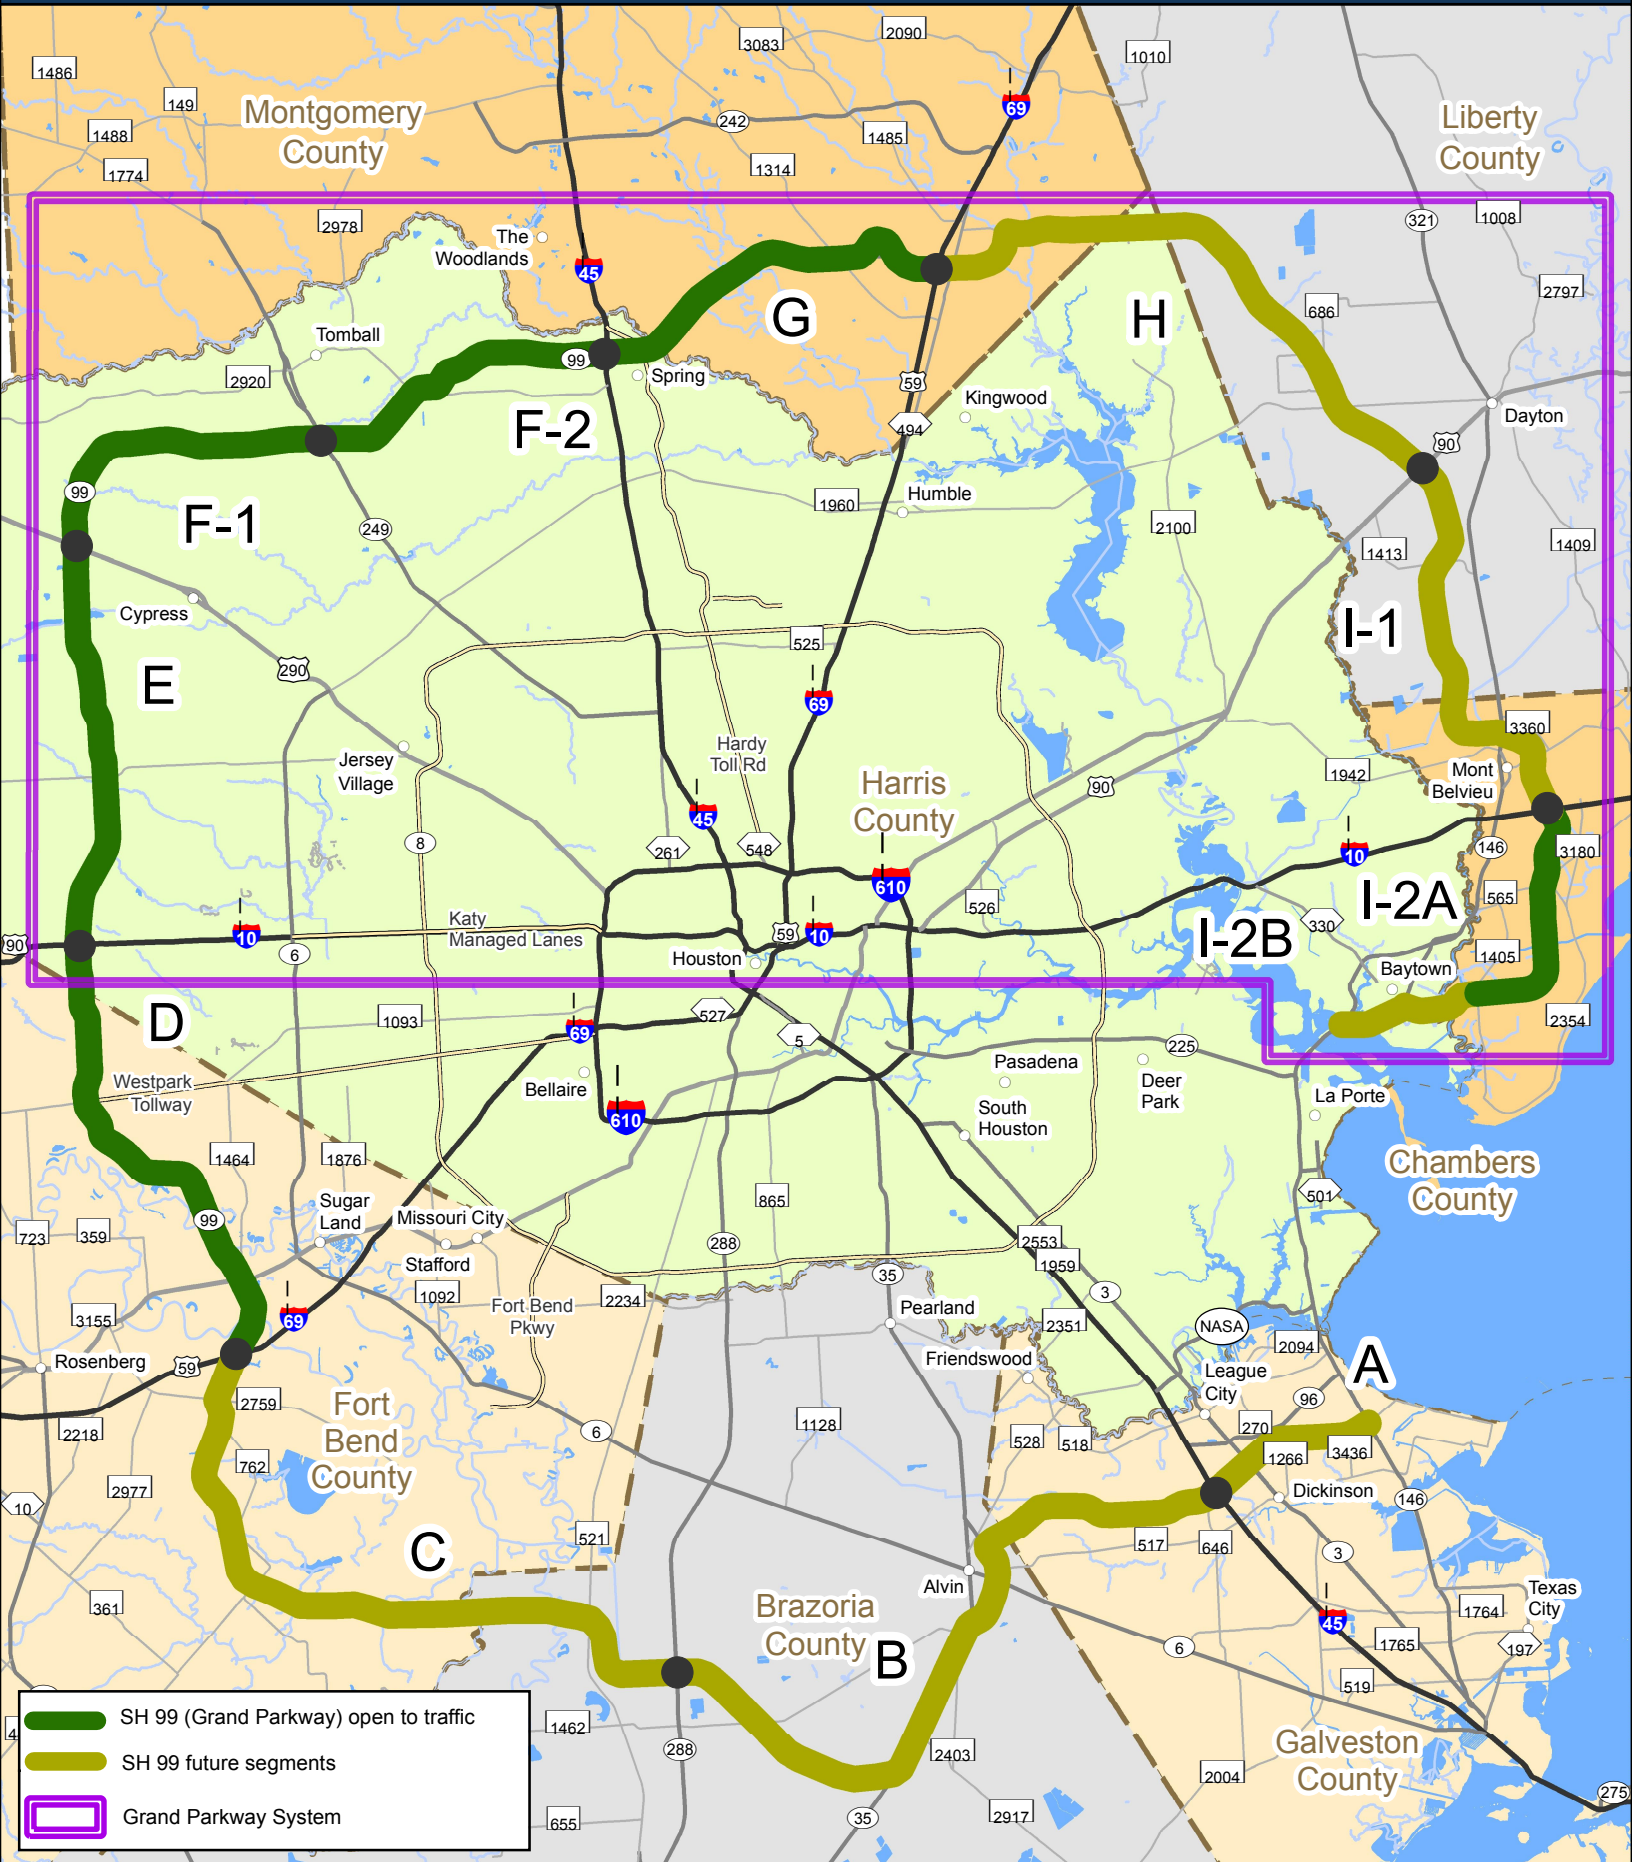 3083
2090
1010
1486
149
69
Montgomery
County
1488
242
1485
Liberty
County
1774
1314
2978
321
1008
The
Woodlands
45
2797
G
H
686
Tomball
99
2920
Spring
59
Kingwood
Dayton
494
F-2
90
99
1960
Humble
F-1
249
2100
1413
1409
Cypress
I-1
525
E
290
69
3360
Hardy
Toll Rd
Jersey
Village
Harris
County
1942
Mont
Belvieu
90
45
8
261
548
146
3180
10
610
565
I-2A
526
Katy
Managed Lanes
330
I-2B
90
10
59
10
6
Houston
1405
Baytown
D
1093
527
69
5
2354
225
Pasadena
Deer
Park
Westpark
Tollway
Bellaire
La Porte
610
South
Houston
1464
1876
Chambers
County
865
501
Sugar
Land
99
Missouri City
723
359
288
2553
Stafford
1959
35
1092
2234
3
Fort Bend
Pkwy
3155
69
Pearland
2351
NASA
2094
Rosenberg
59
Friendswood
League
City
A
2759
Fort
Bend
County
96
2218
1128
6
270
528
518
762
1266
3436
2977
Dickinson
146
10
521
517
646
3
C
Alvin
Texas
City
361
Brazoria
County
1764
45
B
6
1765
197
519
SH 99 (Grand Parkway) open to traffic
1462
288
2403
Galveston
County
SH 99 future segments
2004
275
Grand Parkway System
655
35
2917